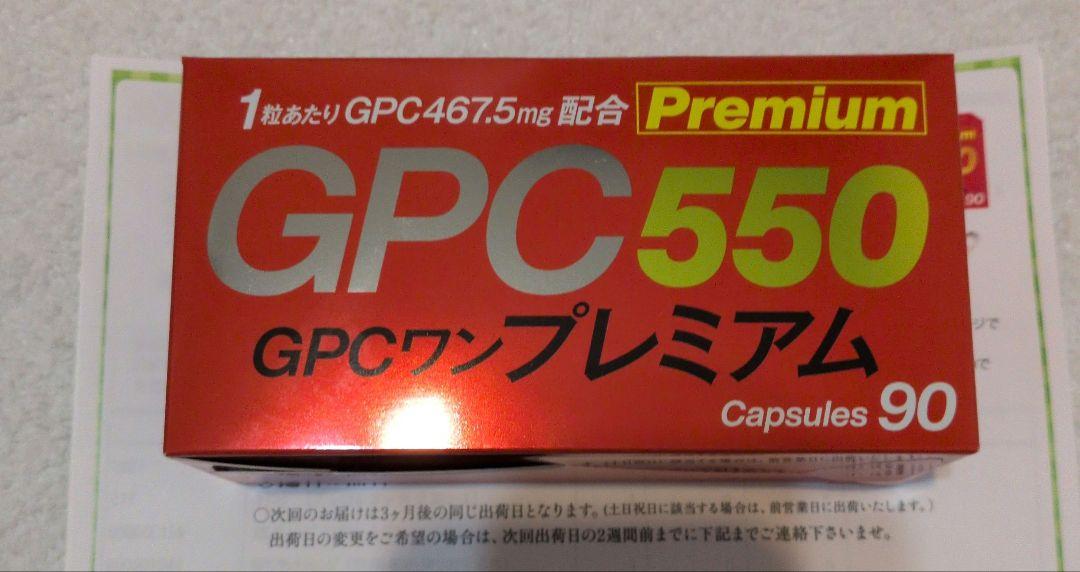 1粒あたりGPC467.5mg配合 Premium
GPC550
GPCワンプレミアム
Capsules 90
90
〇次回のお届けは3ヶ月後の同じ出荷日となります。(土日祝日に該当する場合は、前営業日に出荷いたします。)
出荷日の変更をご希望の場合は、次回出荷日の2週間前までに下記までご連絡下さいませ。